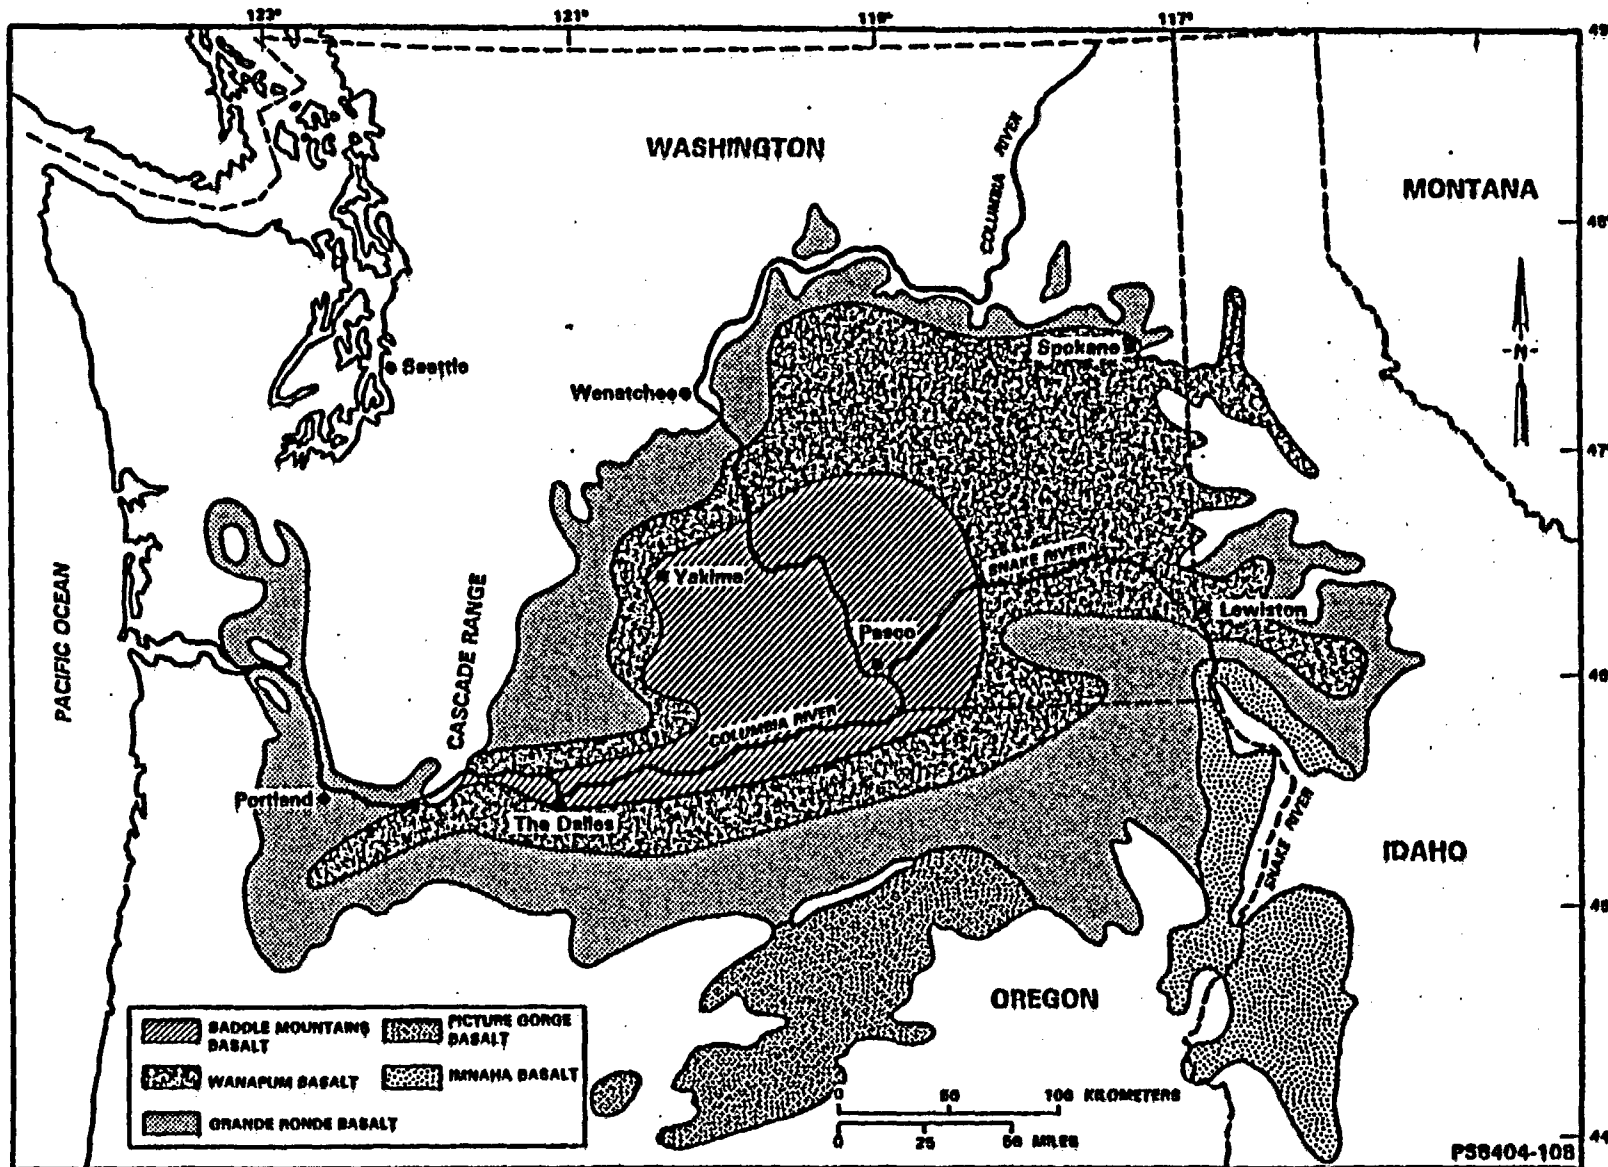 123°
121°
119°
117°
49°
WASHINGTON
COLUMBIA RIVER
MONTANA
48°
N
Spokane
Seattle
Wenatchee
47°
SNAKE RIVER
Yakima
Lewiston
Pasco
CASCADE RANGE
PACIFIC OCEAN
46°
COLUMBIA RIVER
Portland
The Dalles
SNAKE RIVER
IDAHO
45°
OREGON
SADDLE MOUNTAINS
BASALT
PICTURE GORGE
BASALT
WANAPUM BASALT
IMNAHA BASALT
GRANDE RONDE BASALT
0 50 100 KILOMETERS
0 25 50 MILES
44
PS8404-108